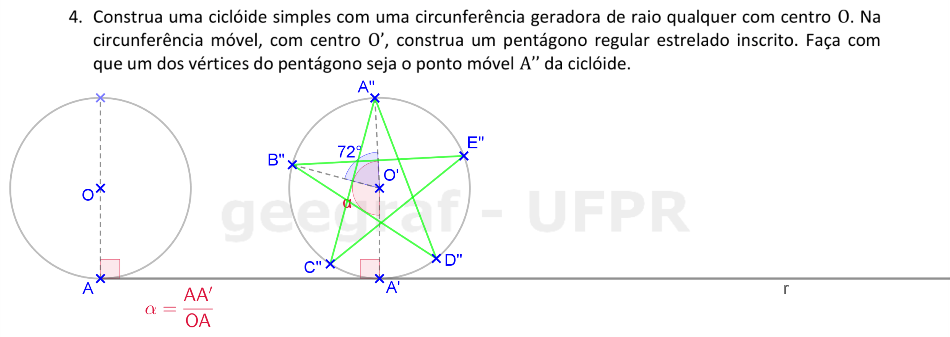 4. Construa uma ciclóide simples com uma circunferência geradora de raio qualquer com centro O. Na
circunferência móvel, com centro O’, construa um pentágono regular estrelado inscrito. Faça com
que um dos vértices do pentágono seja o ponto móvel A’’ da ciclóide.
A"
E"
72°
B"
O'
O
α
geegraf - UFPR
C"
D"
A
A'
r
α = AA′
OA